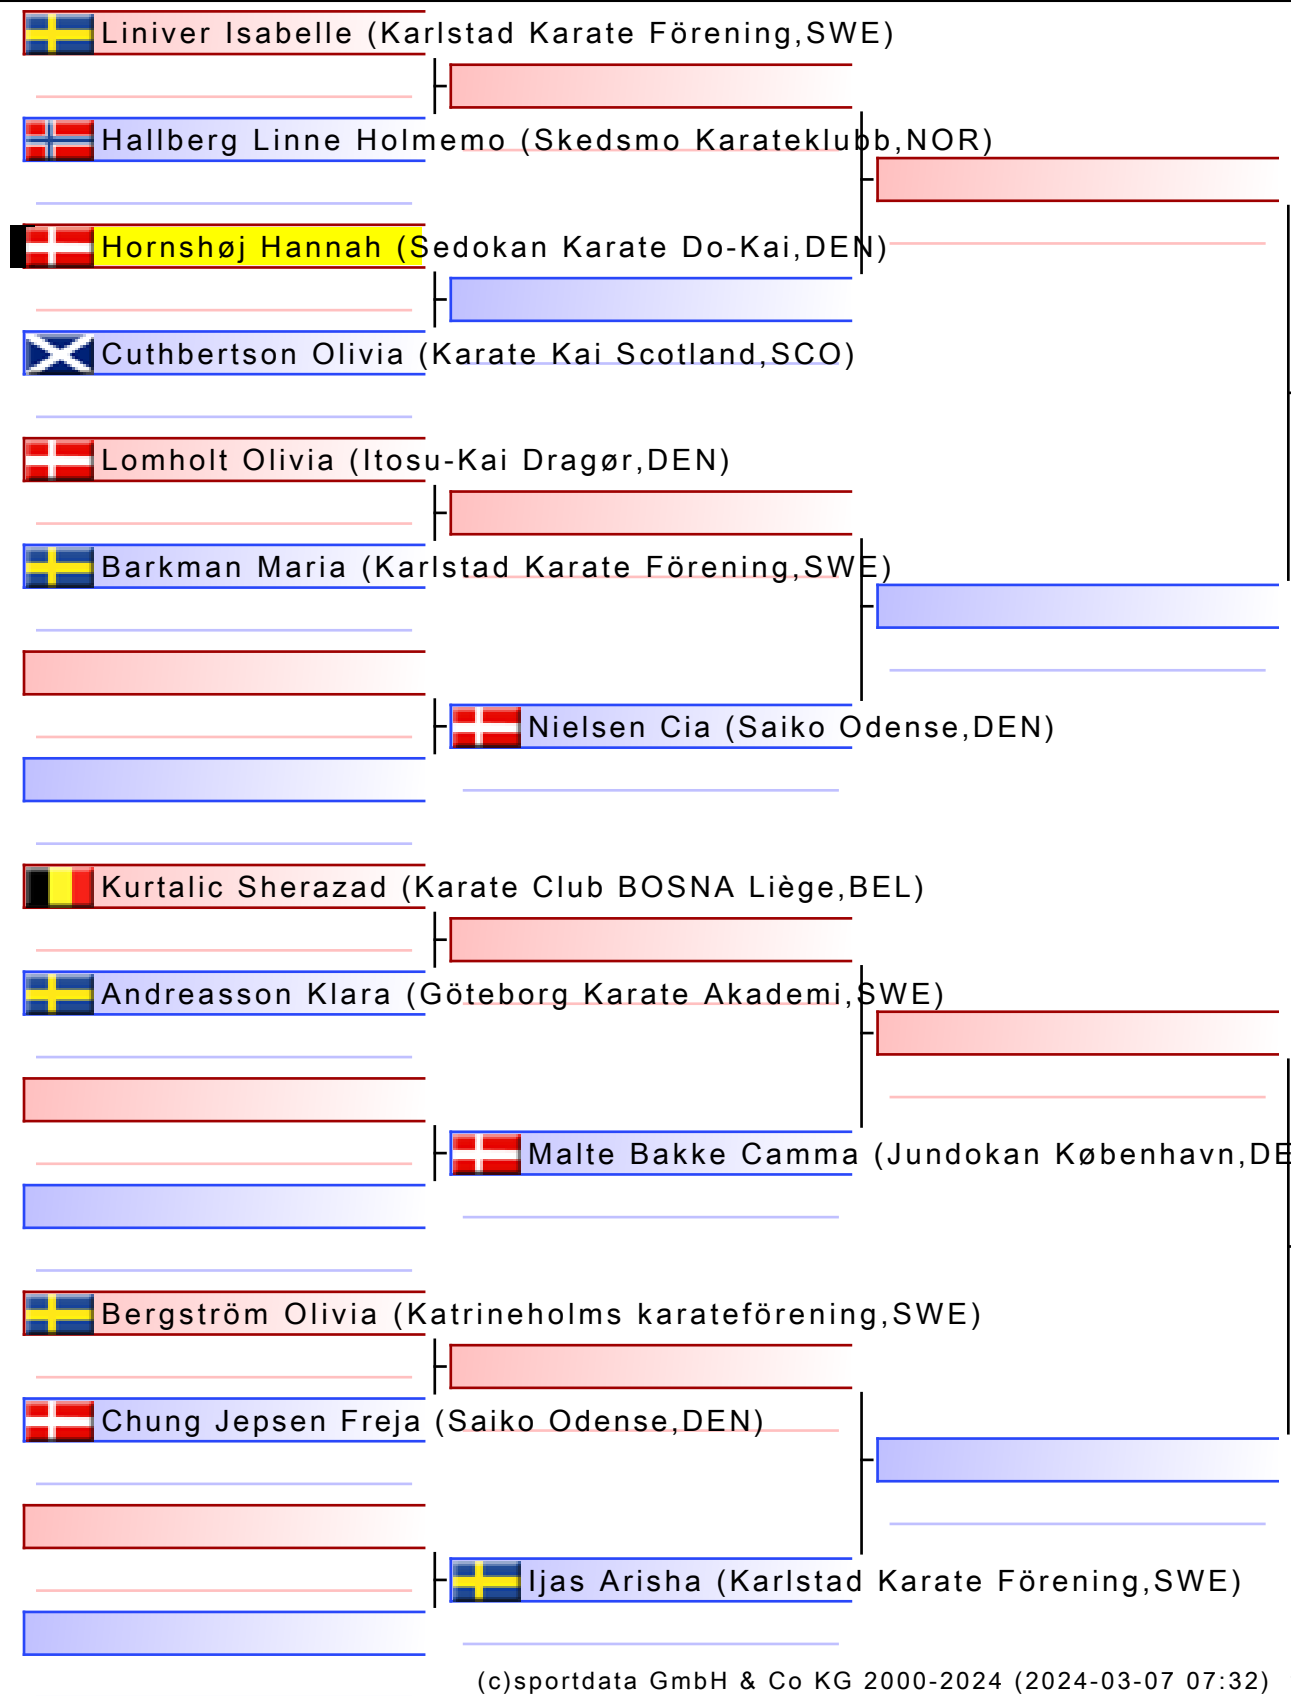 Liniver Isabelle (Karlstad Karate Förening,SWE)
Hallberg Linne Holmemo (Skedsmo Karateklubb,NOR)
Hornshøj Hannah (Sedokan Karate Do-Kai,DEN)
Cuthbertson Olivia (Karate Kai Scotland,SCO)
Lomholt Olivia (Itosu-Kai Dragør,DEN)
Barkman Maria (Karlstad Karate Förening,SWE)
Nielsen Cia (Saiko Odense,DEN)
Kurtalic Sherazad (Karate Club BOSNA Liège,BEL)
Andreasson Klara (Göteborg Karate Akademi,SWE)
Malte Bakke Camma (Jundokan København,DE
Bergström Olivia (Katrineholms karateförening,SWE)
Chung Jepsen Freja (Saiko Odense,DEN)
Ijas Arisha (Karlstad Karate Förening,SWE)
(c)sportdata GmbH & Co KG 2000-2024 (2024-03-07 07:32)